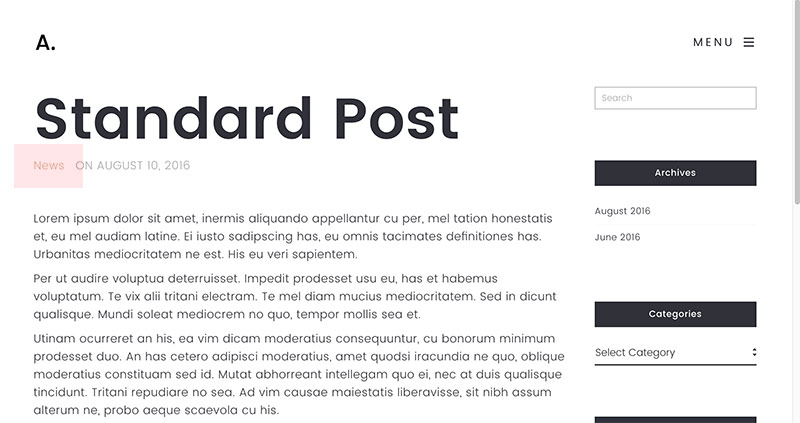 A.
MENU
Standard Post
News ON AUGUST 10, 2016
Lorem ipsum dolor sit amet, inermis aliquando appellantur cu per, mel tation honestatis
et, eu mel audiam latine. Ei iusto sadipscing has, eu omnis tacimates definitiones has.
Urbanitas mediocritatem ne est. His eu veri sapientem.
Per ut audire voluptua deterruisset. Impedit prodesset usu eu, has et habemus
voluptatum. Te vix alii tritani electram. Te mel diam mucius mediocritatem. Sed in dicunt
qualisque. Mundi soleat mediocrem no quo, tempor mollis sea et.
Utinam ocurreret an his, ea vim dicam moderatius consequuntur, cu bonorum minimum
prodesset duo. An has cetero adipisci moderatius, amet quodsi iracundia ne quo, oblique
moderatius constituam sed id. Mutat abhorreant intellegam quo ei, nec at duis qualisque
tincidunt. Tritani repudiare no sea. Ad vim causae maiestatis liberavisse, sit nibh assum
alterum ne, probo aeque scaevola cu his.
Search
Archives
August 2016
June 2016
Categories
Select Category